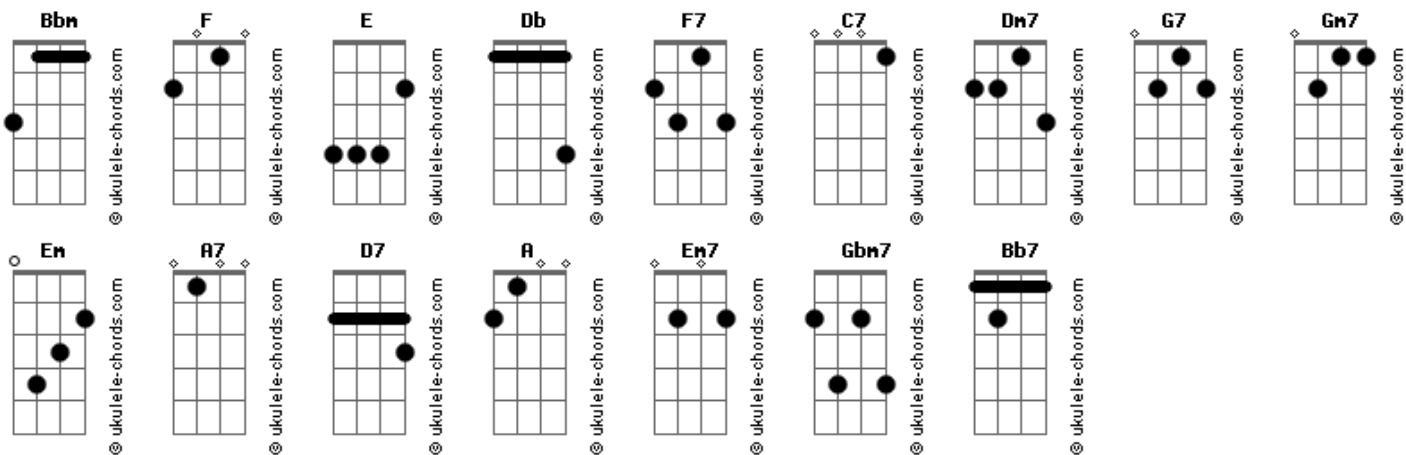 Bbm F E Db F7 C7 Dm7 G7 Gm7
© ukulele-chords.com © ukulele-chords.com © ukulele-chords.com © ukulele-chords.com © ukulele-chords.com © ukulele-chords.com © ukulele-chords.com © ukulele-chords.com © ukulele-chords.com
Em A7 D7 A Em7 Gbm7 Bb7
© ukulele-chords.com © ukulele-chords.com © ukulele-chords.com © ukulele-chords.com © ukulele-chords.com © ukulele-chords.com © ukulele-chords.com